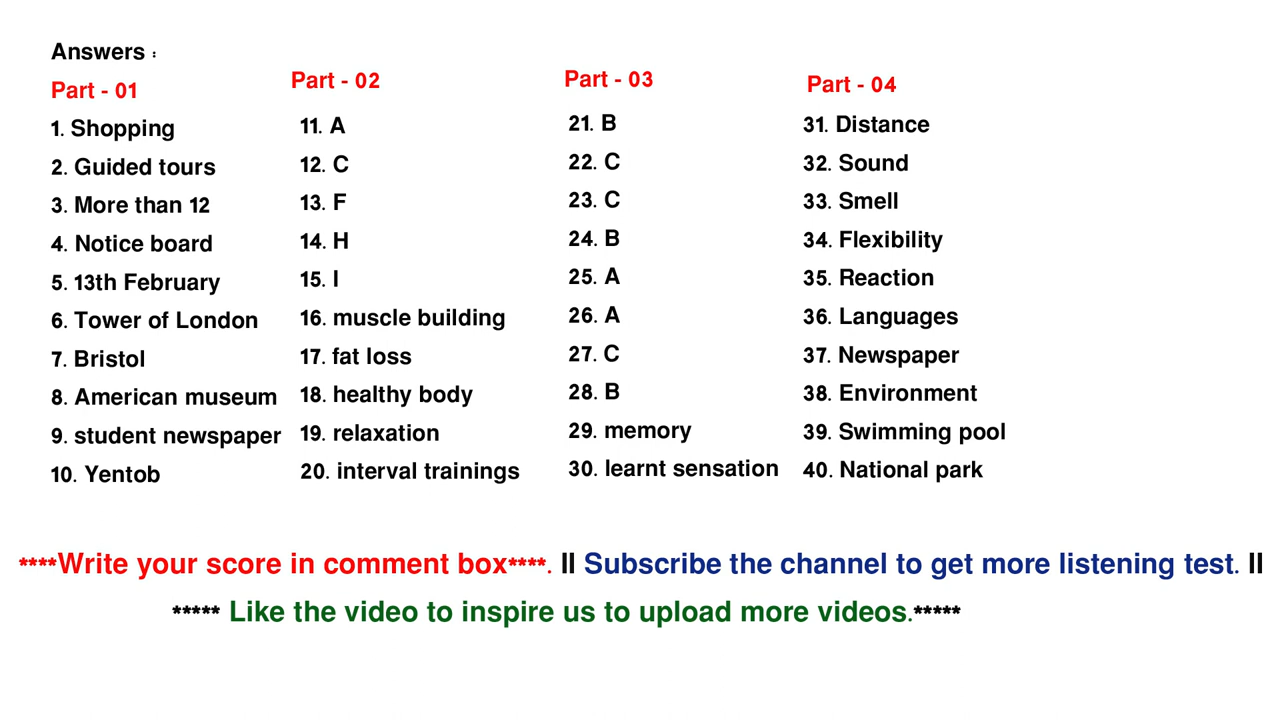 Answers :
Part - 01
1. Shopping
2. Guided tours
3. More than 12
4. Notice board
5. 13th February
6. Tower of London
7. Bristol
8. American museum
9. student newspaper
10. Yentob
Part - 02
11. A
12. C
13. F
14. H
15. I
16. muscle building
17. fat loss
18. healthy body
19. relaxation
20. interval trainings
Part - 03
21. B
22. C
23. C
24. B
25. A
26. A
27. C
28. B
29. memory
30. learnt sensation
Part - 04
31. Distance
32. Sound
33. Smell
34. Flexibility
35. Reaction
36. Languages
37. Newspaper
38. Environment
39. Swimming pool
40. National park
****Write your score in comment box****. II Subscribe the channel to get more listening test. II
***** Like the video to inspire us to upload more videos.*****